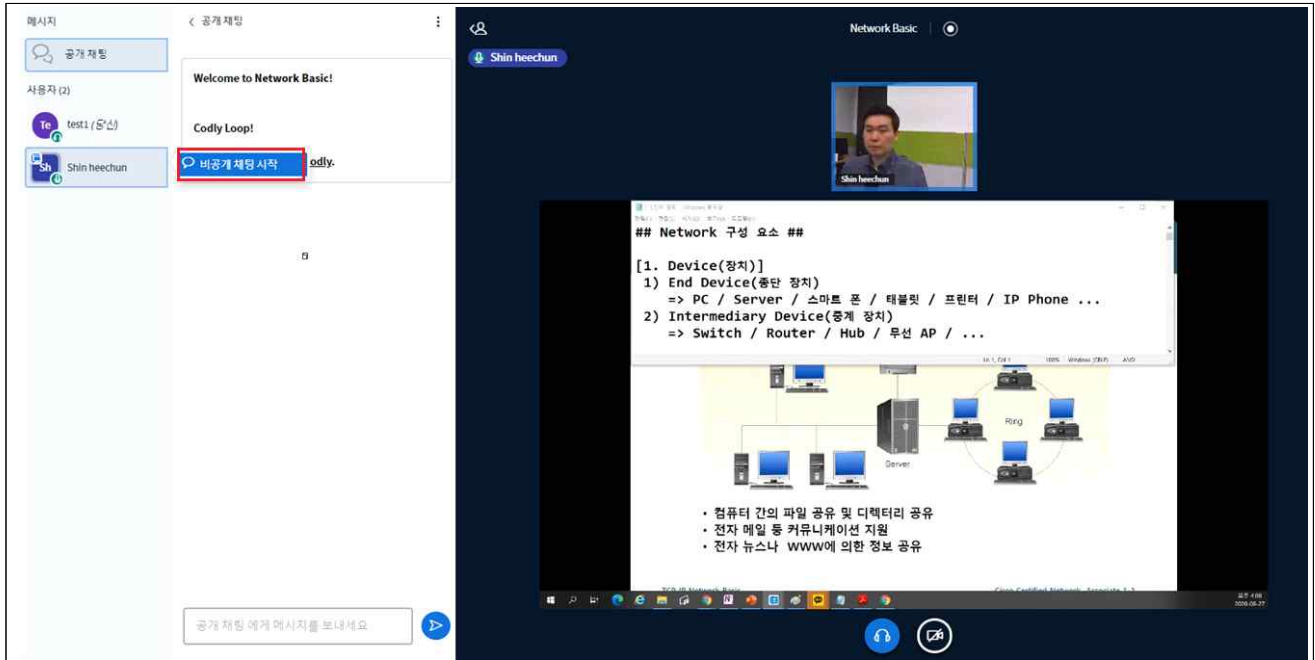 메시지
공개 채팅
사용자 (2)
Te test1 (당신)
Sh Shin heechun
공개 채팅
Welcome to Network Basic!
Codly Loop!
비공개 채팅 시작
odly.
공개 채팅 에게 메시지를 보내세요
Network Basic
Shin heechun
Shin heechun
## Network 구성 요소 ##
[1. Device(장치)]
1) End Device(종단 장치)
=> PC / Server / 스마트 폰 / 태블릿 / 프린터 / IP Phone ...
2) Intermediary Device(중계 장치)
=> Switch / Router / Hub / 무선 AP / ...
100%
Ring
Server
• 컴퓨터 간의 파일 공유 및 디렉터리 공유
• 전자 메일 등 커뮤니케이션 지원
• 전자 뉴스나 WWW에 의한 정보 공유